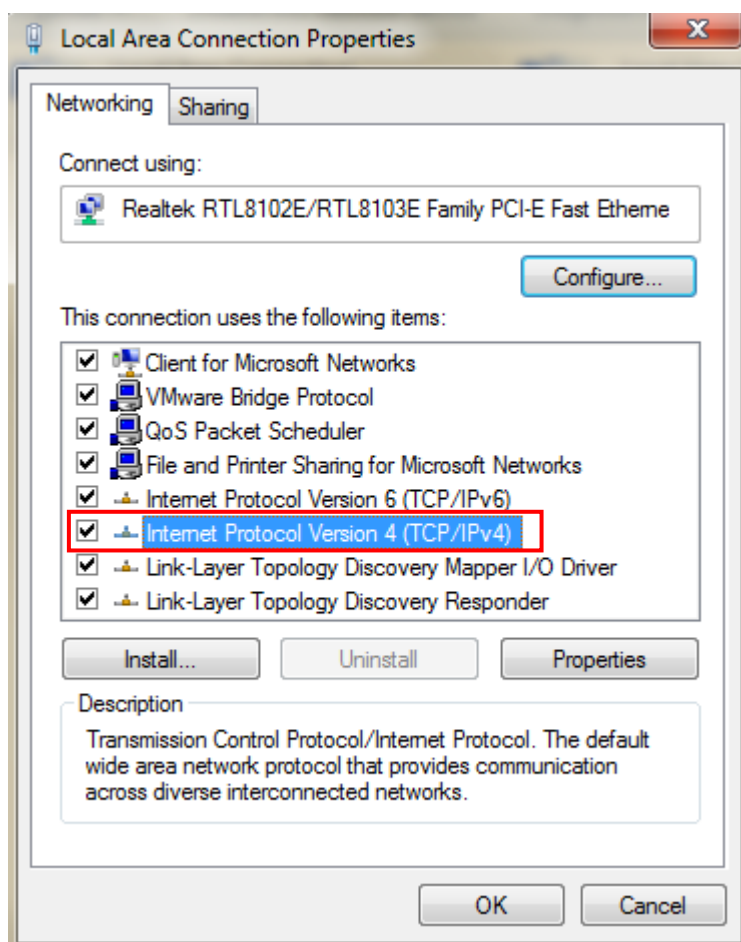 Local Area Connection Properties
Networking
Sharing
Connect using:
Realtek RTL8102E/RTL8103E Family PCI-E Fast Etherne
Configure...
This connection uses the following items:
Client for Microsoft Networks
VMware Bridge Protocol
QoS Packet Scheduler
File and Printer Sharing for Microsoft Networks
Internet Protocol Version 6 (TCP/IPv6)
Internet Protocol Version 4 (TCP/IPv4)
Link-Layer Topology Discovery Mapper I/O Driver
Link-Layer Topology Discovery Responder
Install...
Uninstall
Properties
Description
Transmission Control Protocol/Internet Protocol. The default
wide area network protocol that provides communication
across diverse interconnected networks.
OK
Cancel